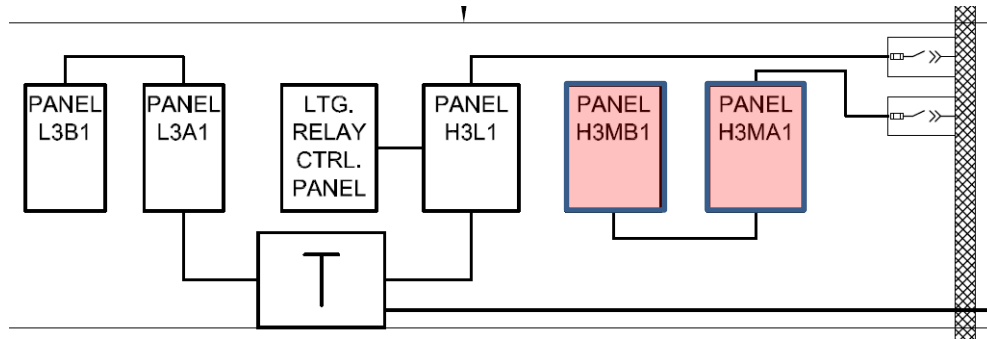 PANEL
L3B1
PANEL
L3A1
LTG.
RELAY
CTRL.
PANEL
PANEL
H3L1
PANEL
H3MB1
PANEL
H3MA1
T